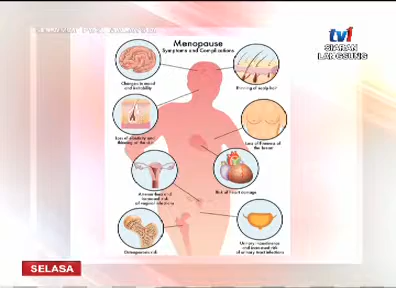 tv1
SIARAN
LANGSUNG
Menopause
Symptoms and Complications
Changes in mood
and irritability
Thinning of scalp hair
Loss of elasticity and
thinning of the skin
Loss of firmness of
the breast
and
increased risk
of vaginal infections
Risk of heart damage
Osteoporosis risk
Urinary incontinence
and increased risk
of urinary tract infections
SELASA